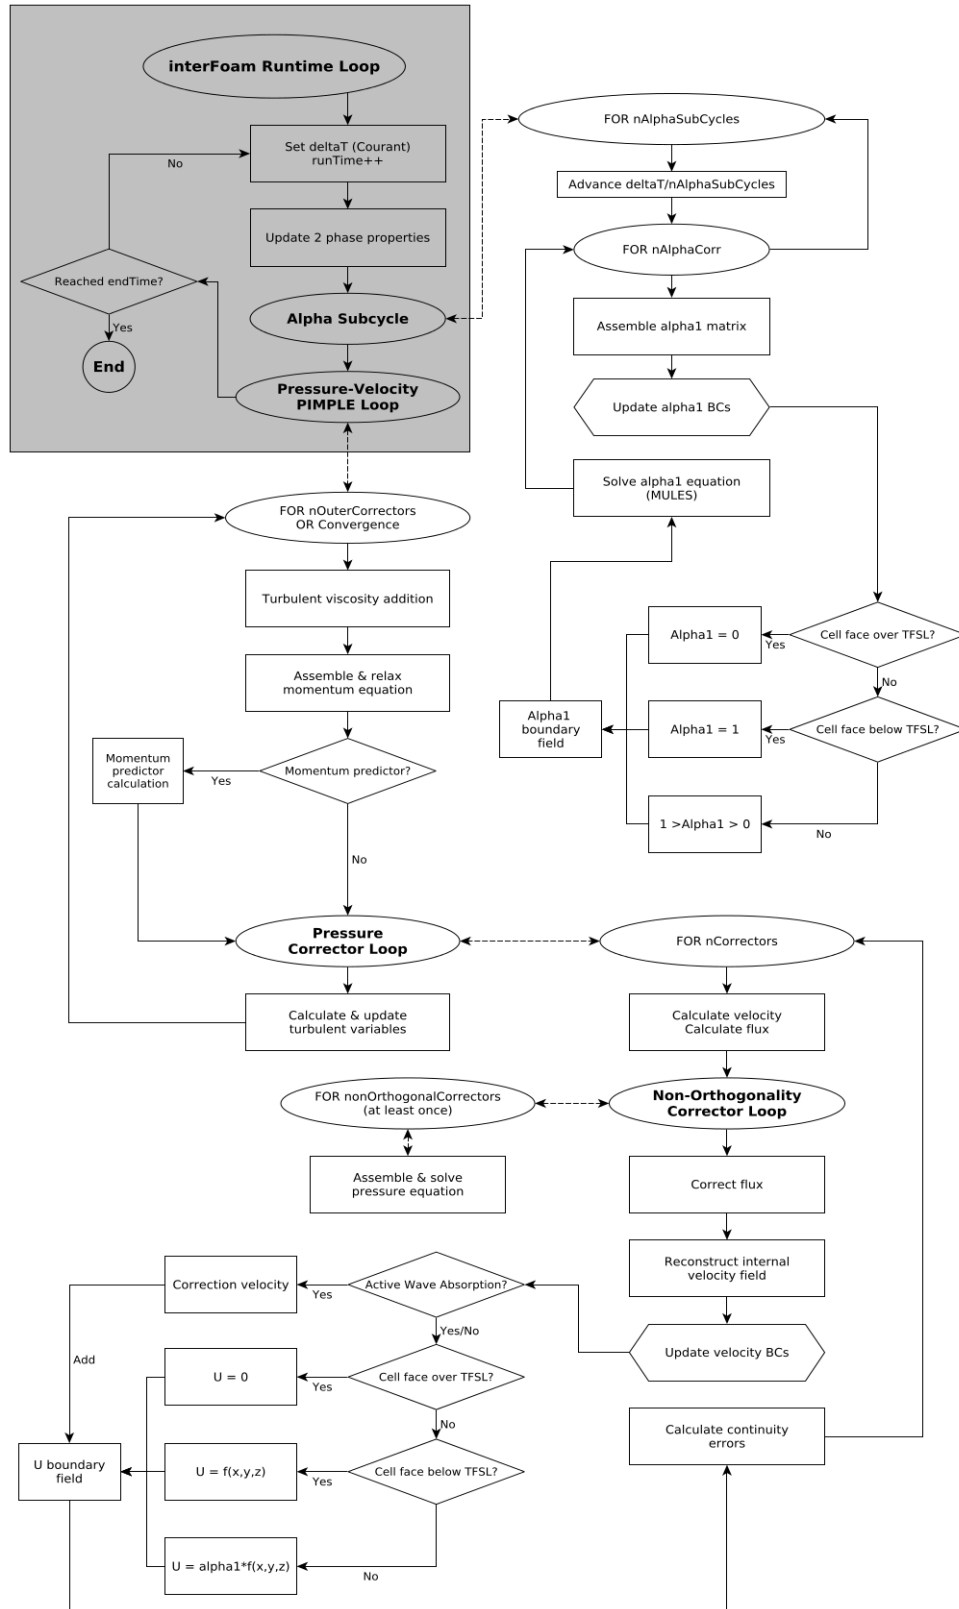 interFoam Runtime Loop
Set deltaT (Courant)
runTime++
No
Update 2 phase properties
Reached endTime?
Yes
Alpha Subcycle
End
Pressure-Velocity
PIMPLE Loop
FOR nAlphaSubCycles
Advance deltaT/nAlphaSubCycles
FOR nAlphaCorr
Assemble alpha1 matrix
Update alpha1 BCs
Solve alpha1 equation
(MULES)
Cell face over TFSL?
Yes
Alpha1 = 0
No
Cell face below TFSL?
Yes
Alpha1 = 1
Alpha1
boundary
field
1 >Alpha1 > 0
No
FOR nOuterCorrectors
OR Convergence
Turbulent viscosity addition
Assemble & relax
momentum equation
Momentum predictor?
Yes
Momentum
predictor
calculation
No
Pressure
Corrector Loop
Calculate & update
turbulent variables
FOR nCorrectors
Calculate velocity
Calculate flux
Non-Orthogonality
Corrector Loop
FOR nonOrthogonalCorrectors
(at least once)
Assemble & solve
pressure equation
Correct flux
Reconstruct internal
velocity field
Update velocity BCs
Active Wave Absorption?
Yes
Correction velocity
Add
Yes/No
Cell face over TFSL?
Yes
U = 0
No
Cell face below TFSL?
Yes
U = f(x,y,z)
U boundary
field
No
U = alpha1*f(x,y,z)
Calculate continuity
errors